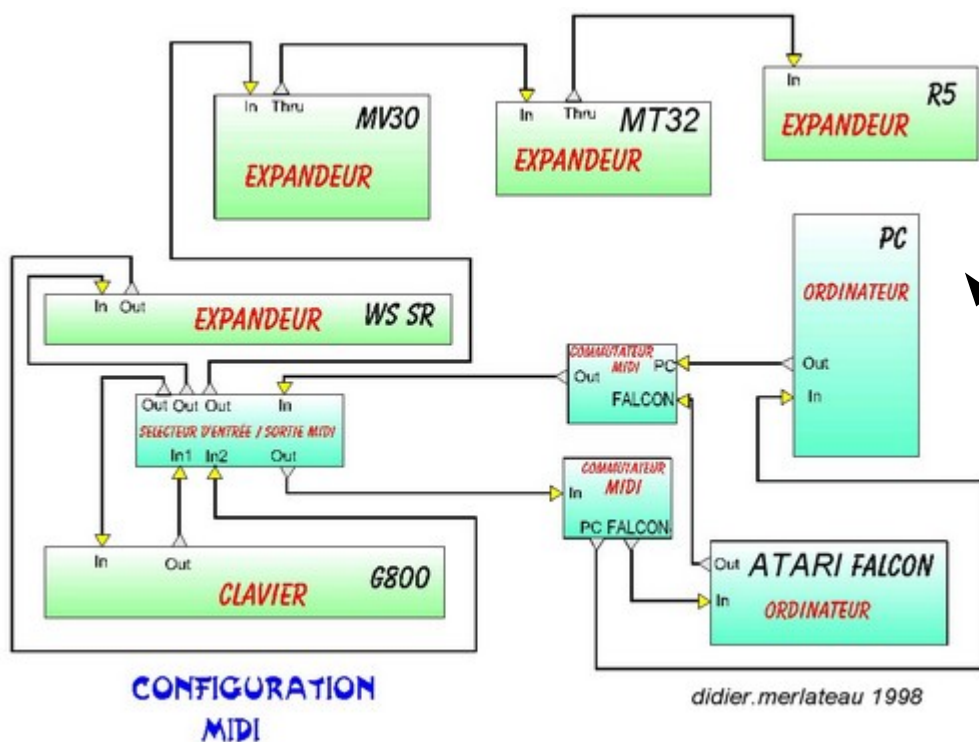 In Thru MV30
EXPANDEUR
In Thru MT32
EXPANDEUR
In R5
EXPANDEUR
In Out
EXPANDEUR WS SR
PC
ORDINATEUR
Out
In
COMMUTATEUR
MIDI
Out PC
FALCON
Out Out Out In
SELECTEUR D'ENTRÉE / SORTIE MIDI
In1 In2 Out
COMMUTATEUR
MIDI
In
PC FALCON
In Out G800
CLAVIER
Out ATARI FALCON
In ORDINATEUR
CONFIGURATION
MIDI
didier.merlateau 1998